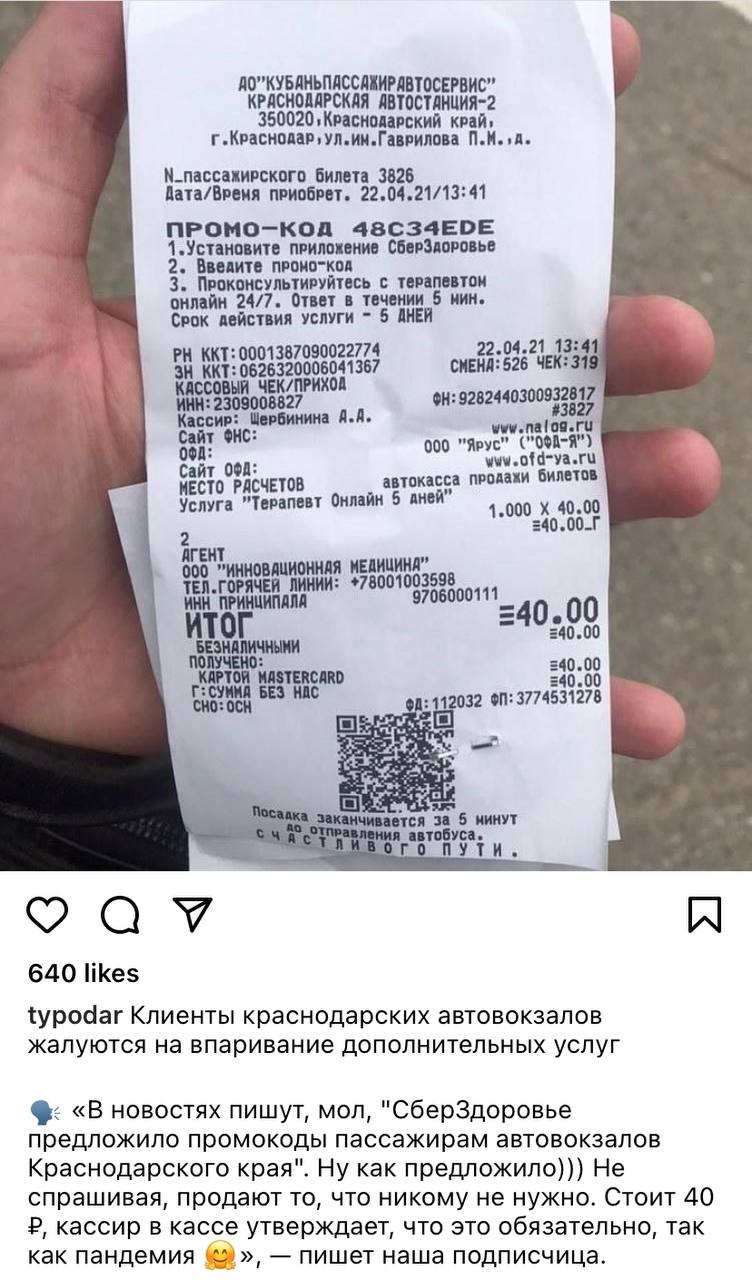 АО"КУБАНЬПАССАЖИРАВТОСЕРВИС"
КРАСНОДАРСКАЯ АВТОСТАНЦИЯ-2
350020,Краснодарский край,
г.Краснодар,ул.им.Гаврилова П.М.,д.
N_пассажирского билета 3826
Дата/Время приобрет. 22.04.21/13:41
ПРОМО-КОД 48C34EDE
1.Установите приложение СберЗдоровье
2. Введите промо-код
3. Проконсультируйтесь с терапевтом
онлайн 24/7. Ответ в течении 5 мин.
Срок действия услуги - 5 ДНЕЙ
РН ККТ:0001387090022774 22.04.21 13:41
ЗН ККТ:0626320006041367 СМЕНА:526 ЧЕК:319
КАССОВЫЙ ЧЕК/ПРИХОД
ИНН:2309008827 ФН:9282440300932817
Кассир: Щербинина А.А. #3827
Сайт ФНС: www.nalog.ru
ОФД: ООО "Ярус" ("ОФД-Я")
Сайт ОФД: www.ofd-ya.ru
МЕСТО РАСЧЕТОВ автокасса продажи билетов
Услуга "Терапевт Онлайн 5 дней"
1.000 X 40.00
≡40.00_Г
2
АГЕНТ
ООО "ИННОВАЦИОННАЯ МЕДИЦИНА"
ТЕЛ.ГОРЯЧЕЙ ЛИНИИ: +78001003598
ИНН ПРИНЦИПАЛА 9706000111
ИТОГ ≡40.00
БЕЗНАЛИЧНЫМИ ≡40.00
ПОЛУЧЕНО:
КАРТОЙ MASTERCARD ≡40.00
Г:СУММА БЕЗ НДС ≡40.00
СНО:ОСН ФД:112032 ФП:3774531278
Посадка заканчивается за 5 минут
до отправления автобуса.
С Ч А С Т Л И В О Г О П У Т И .
640 likes
typodar Клиенты краснодарских автовокзалов
жалуются на впаривание дополнительных услуг
🗣 «В новостях пишут, мол, "СберЗдоровье
предложило промокоды пассажирам автовокзалов
Краснодарского края". Ну как предложило))) Не
спрашивая, продают то, что никому не нужно. Стоит 40
₽, кассир в кассе утверждает, что это обязательно, так
как пандемия 🤗», — пишет наша подписчица.